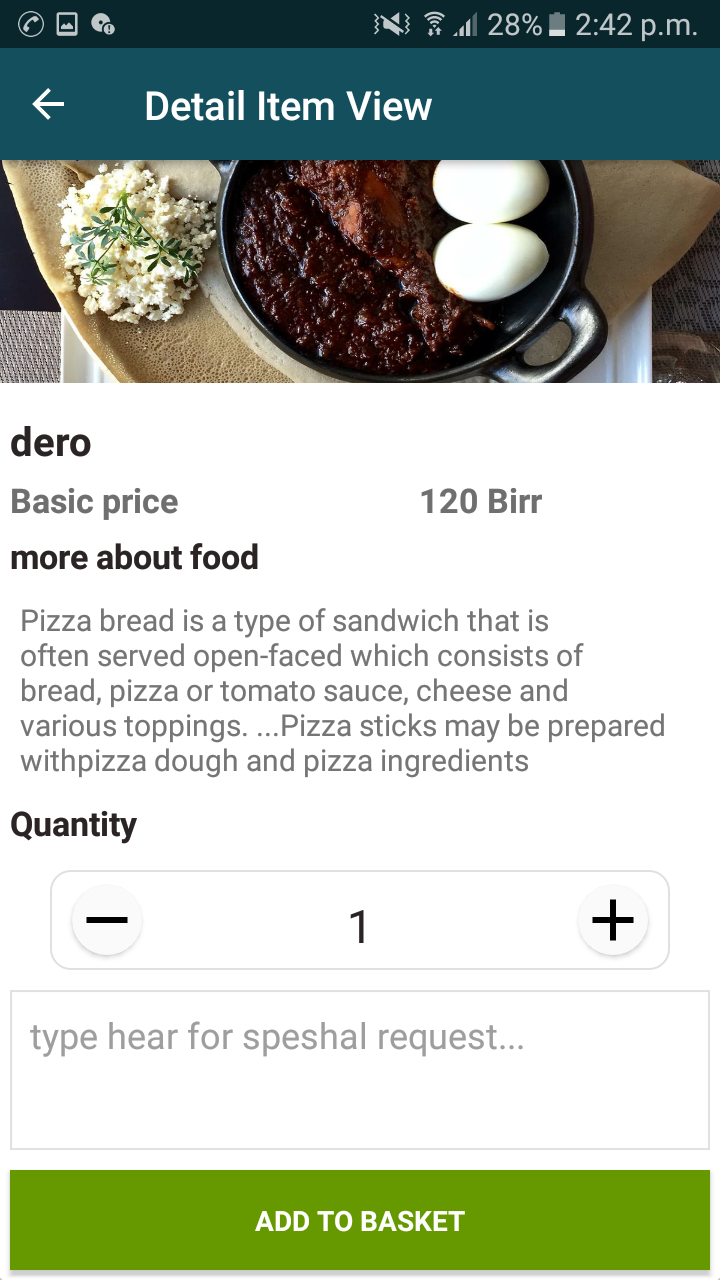 28% 2:42 p.m.
Detail Item View
dero
Basic price 120 Birr
more about food
Pizza bread is a type of sandwich that is
often served open-faced which consists of
bread, pizza or tomato sauce, cheese and
various toppings. ...Pizza sticks may be prepared
withpizza dough and pizza ingredients
Quantity
1
type hear for speshal request...
ADD TO BASKET